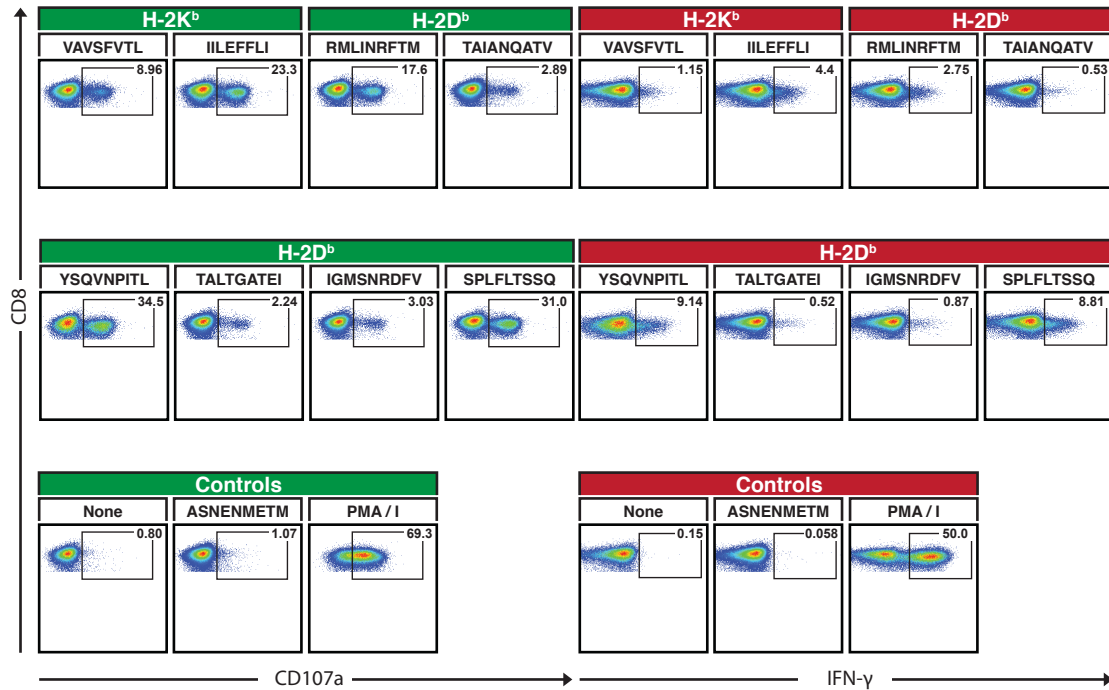 H-2Kᵇ H-2Dᵇ H-2Kᵇ H-2Dᵇ
VAVSFVTL IILEFFLI RMLINRFTM TAIANQATV VAVSFVTL IILEFFLI RMLINRFTM TAIANQATV
8.96 23.3 17.6 2.89 1.15 4.4 2.75 0.53
H-2Dᵇ H-2Dᵇ
YSQVNPITL TALTGATEI IGMSNRDFV SPLFLTSSQ YSQVNPITL TALTGATEI IGMSNRDFV SPLFLTSSQ
34.5 2.24 3.03 31.0 9.14 0.52 0.87 8.81
CD8
Controls Controls
None ASNENMETM PMA / I None ASNENMETM PMA / I
0.80 1.07 69.3 0.15 0.058 50.0
CD107a IFN-γ